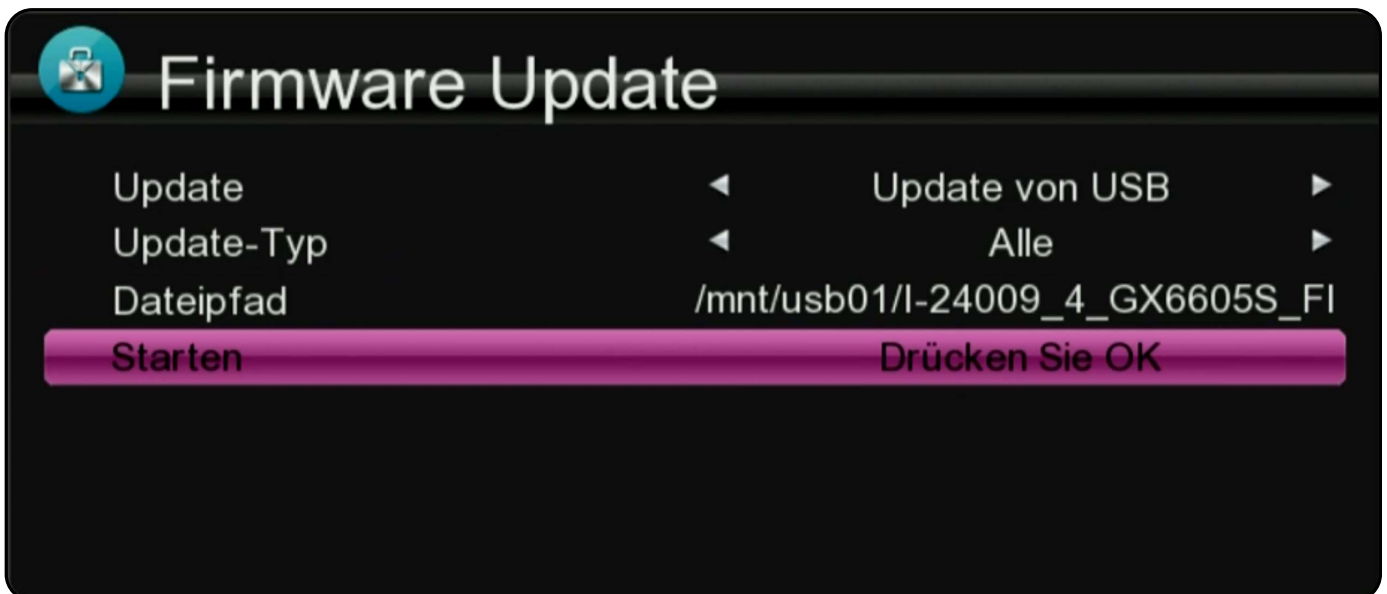 Firmware Update
Update Update von USB
Update-Typ Alle
Dateipfad /mnt/usb01/I-24009_4_GX6605S_FI
Starten Drücken Sie OK